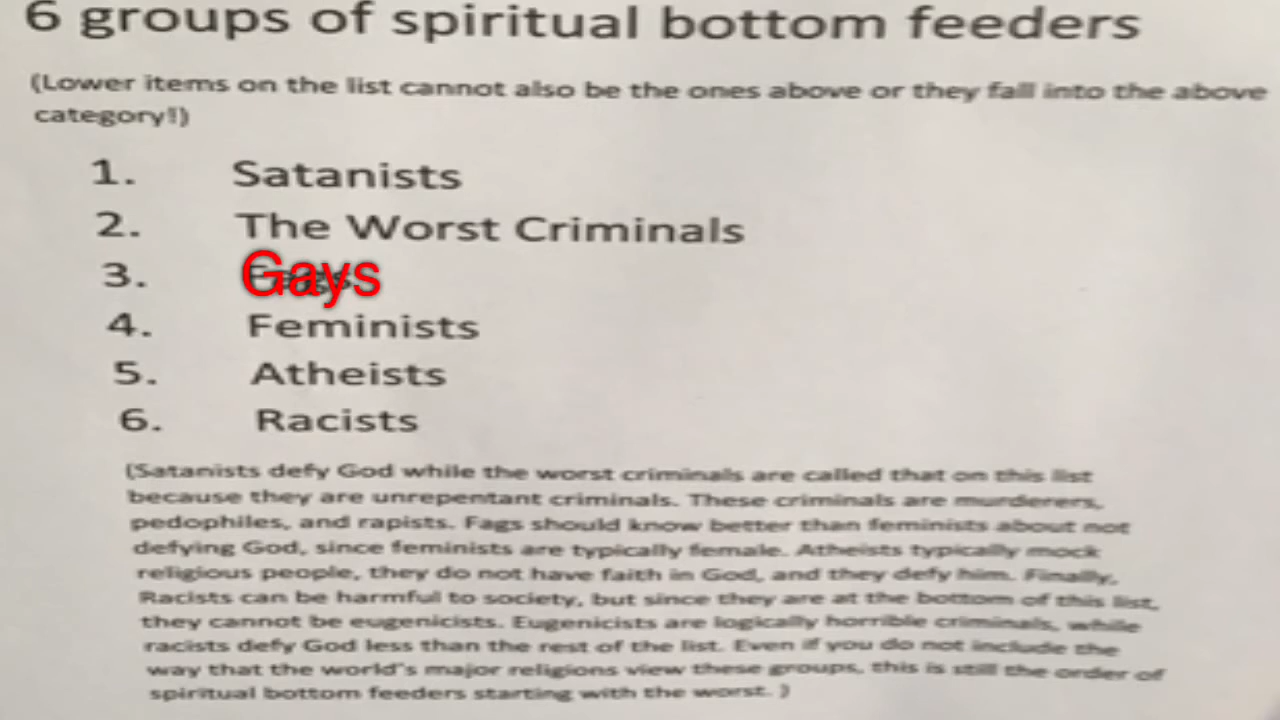 6 groups of spiritual bottom feeders
(Lower items on the list cannot also be the ones above or they fall into the above
category!)
1. Satanists
2. The Worst Criminals
3. Gays
4. Feminists
5. Atheists
6. Racists
(Satanists defy God while the worst criminals are called that on this list
because they are unrepentant criminals. These criminals are murderers,
pedophiles, and rapists. Fags should know better than feminists about not
defying God, since feminists are typically female. Atheists typically mock
religious people, they do not have faith in God, and they defy him. Finally,
Racists can be harmful to society, but since they are at the bottom of this list,
they cannot be eugenicists. Eugenicists are logically horrible criminals, while
racists defy God less than the rest of the list. Even if you do not include the
way that the world's major religions view these groups, this is still the order of
spiritual bottom feeders starting with the worst. )